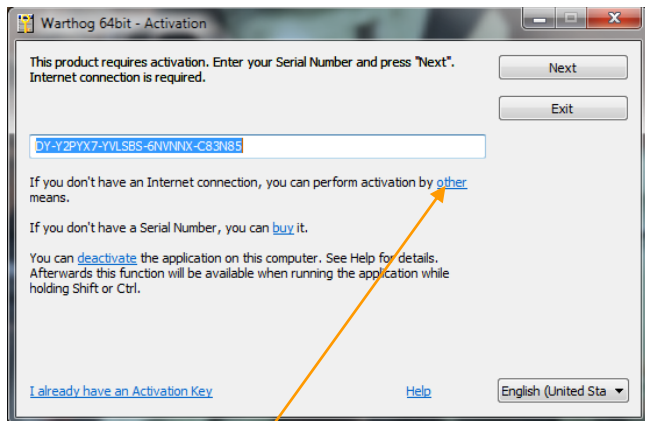 Warthog 64bit - Activation
This product requires activation. Enter your Serial Number and press "Next".
Internet connection is required.
Next
Exit
DY-Y2PYX7-YVLSBS-6NVNNX-C83N85
If you don't have an Internet connection, you can perform activation by other
means.
If you don't have a Serial Number, you can buy it.
You can deactivate the application on this computer. See Help for details.
Afterwards this function will be available when running the application while
holding Shift or Ctrl.
I already have an Activation Key
Help
English (United Sta